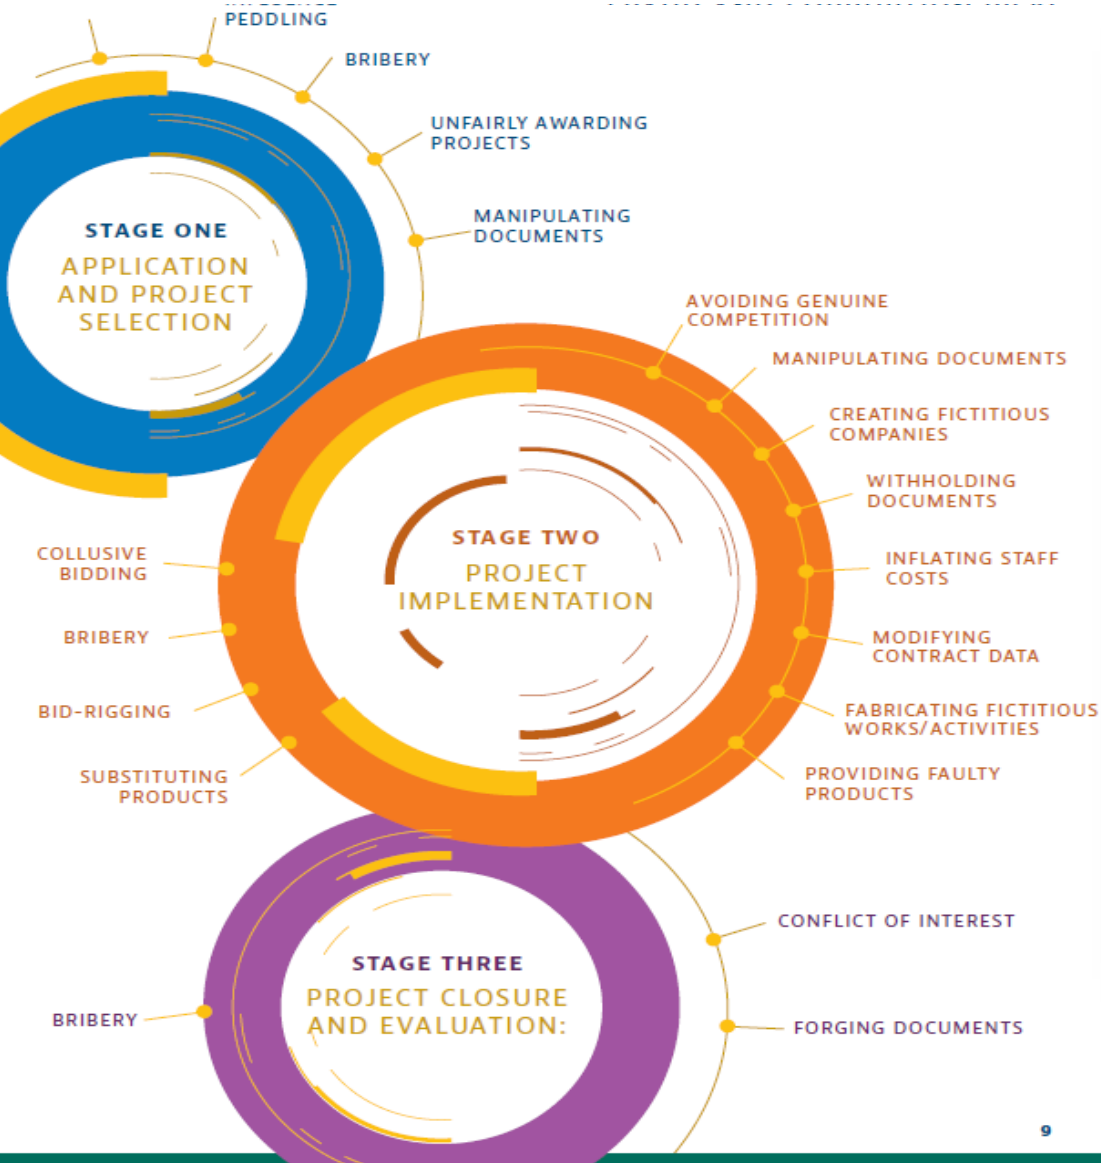 PEDDLING
BRIBERY
UNFAIRLY AWARDING
PROJECTS
MANIPULATING
DOCUMENTS
STAGE ONE
APPLICATION
AND PROJECT
SELECTION
AVOIDING GENUINE
COMPETITION
MANIPULATING DOCUMENTS
CREATING FICTITIOUS
COMPANIES
WITHHOLDING
DOCUMENTS
INFLATING STAFF
COSTS
MODIFYING
CONTRACT DATA
FABRICATING FICTITIOUS
WORKS/ACTIVITIES
PROVIDING FAULTY
PRODUCTS
STAGE TWO
PROJECT
IMPLEMENTATION
COLLUSIVE
BIDDING
BRIBERY
BID-RIGGING
SUBSTITUTING
PRODUCTS
STAGE THREE
PROJECT CLOSURE
AND EVALUATION:
CONFLICT OF INTEREST
BRIBERY
FORGING DOCUMENTS
9